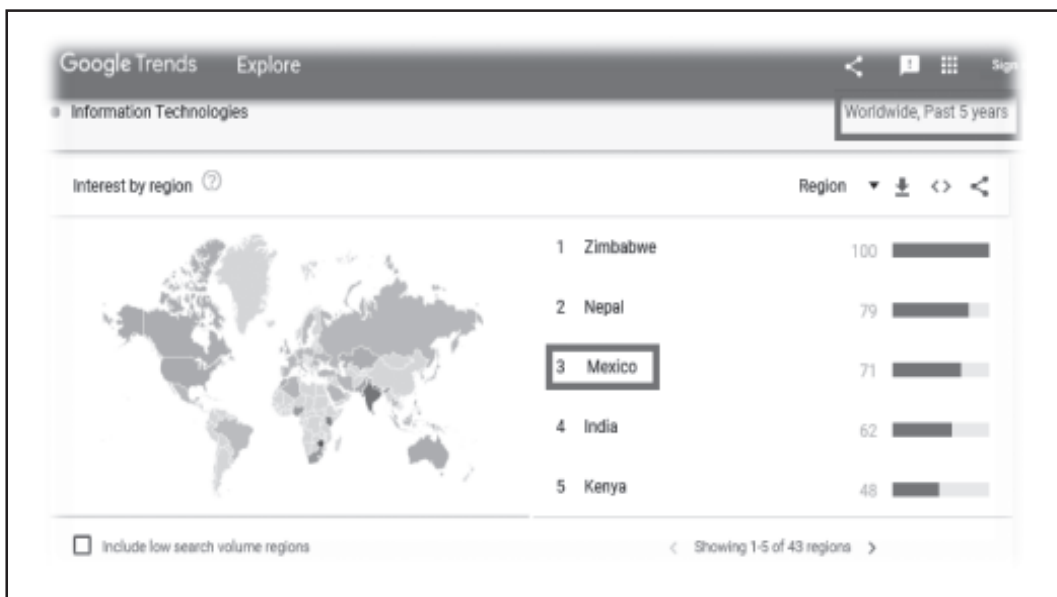 Google Trends Explore
Sign
Information Technologies
Worldwide, Past 5 years
Interest by region
Region
1 Zimbabwe 100
2 Nepal 79
3 Mexico 71
4 India 62
5 Kenya 48
Include low search volume regions
Showing 1-5 of 43 regions